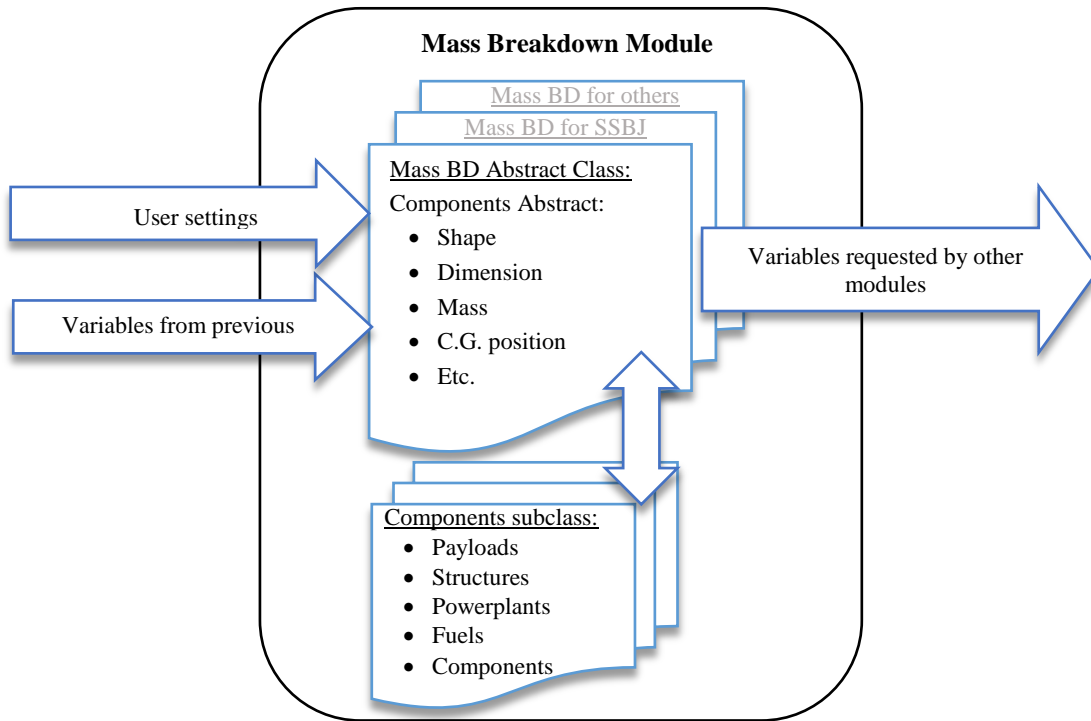 Mass Breakdown Module
Mass BD for others
Mass BD for SSBJ
Mass BD Abstract Class:
Components Abstract:
• Shape
• Dimension
• Mass
• C.G. position
• Etc.
User settings
Variables from previous
Variables requested by other
modules
Components subclass:
• Payloads
• Structures
• Powerplants
• Fuels
• Components